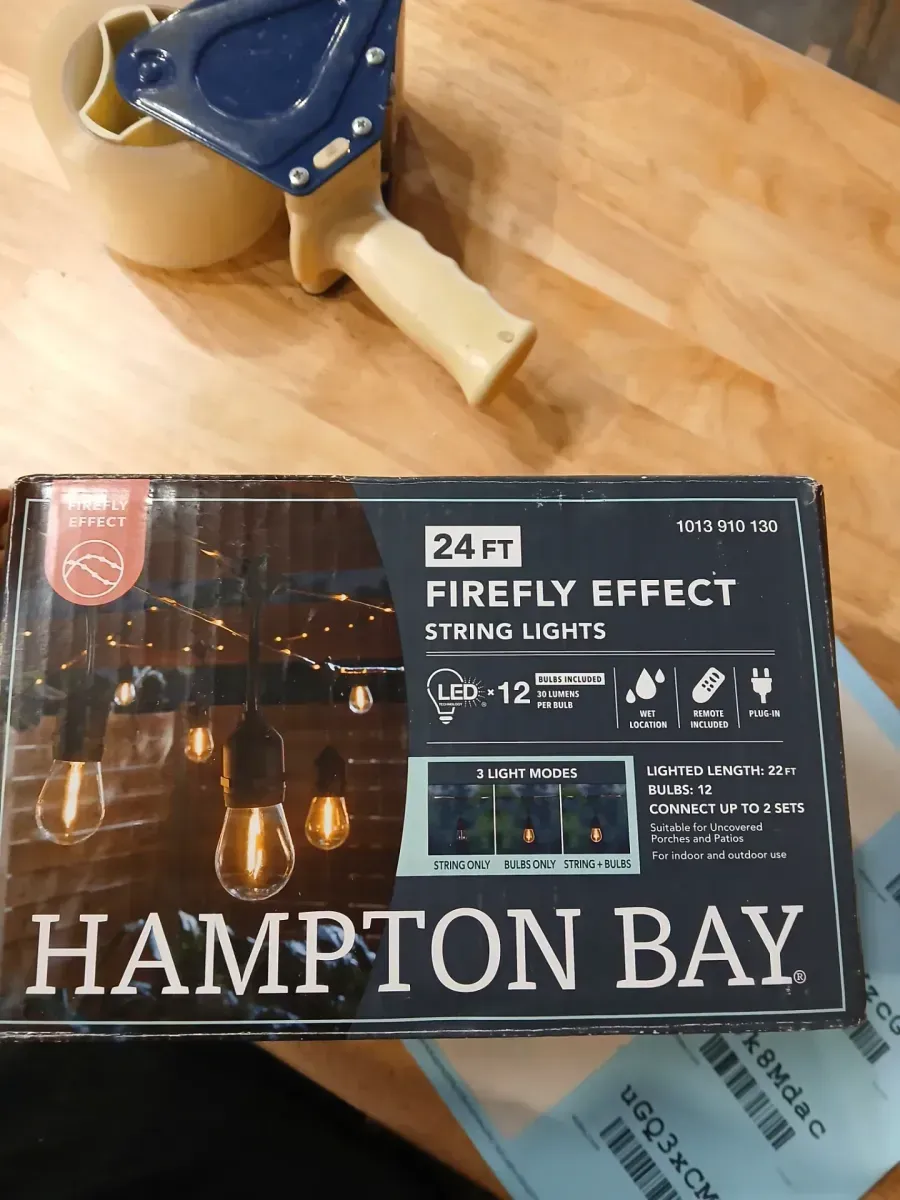 FIREFLY
EFFECT
1013 910 130
24 FT
FIREFLY EFFECT
STRING LIGHTS
LED × 12
TECHNOLOGY
BULBS INCLUDED
30 LUMENS
PER BULB
WET
LOCATION
REMOTE
INCLUDED
PLUG-IN
3 LIGHT MODES
STRING ONLY
BULBS ONLY
STRING + BULBS
LIGHTED LENGTH: 22 FT
BULBS: 12
CONNECT UP TO 2 SETS
Suitable for Uncovered
Porches and Patios
For indoor and outdoor use
HAMPTON BAY®
k8Mdac
uGQ3xCM